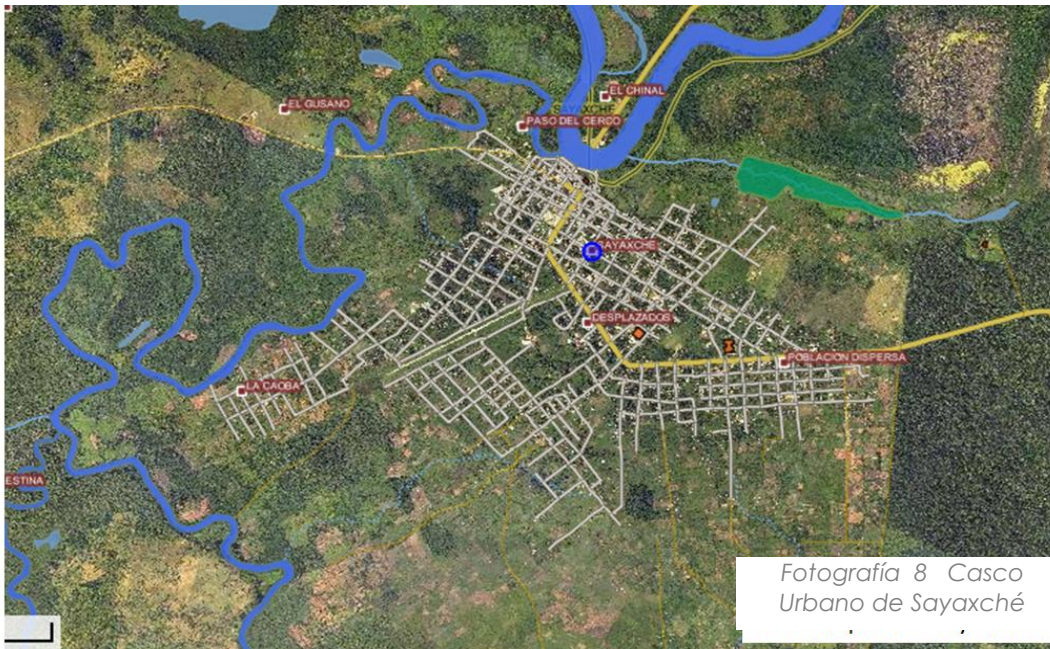 EL CHINAL
EL GUSANO
PASO DEL CERDO
SAYAXCHE
DESPLAZADOS
POBLACION DISPERSA
LA CAOBA
ESTINA
Fotografía 8 Casco
Urbano de Sayaxché